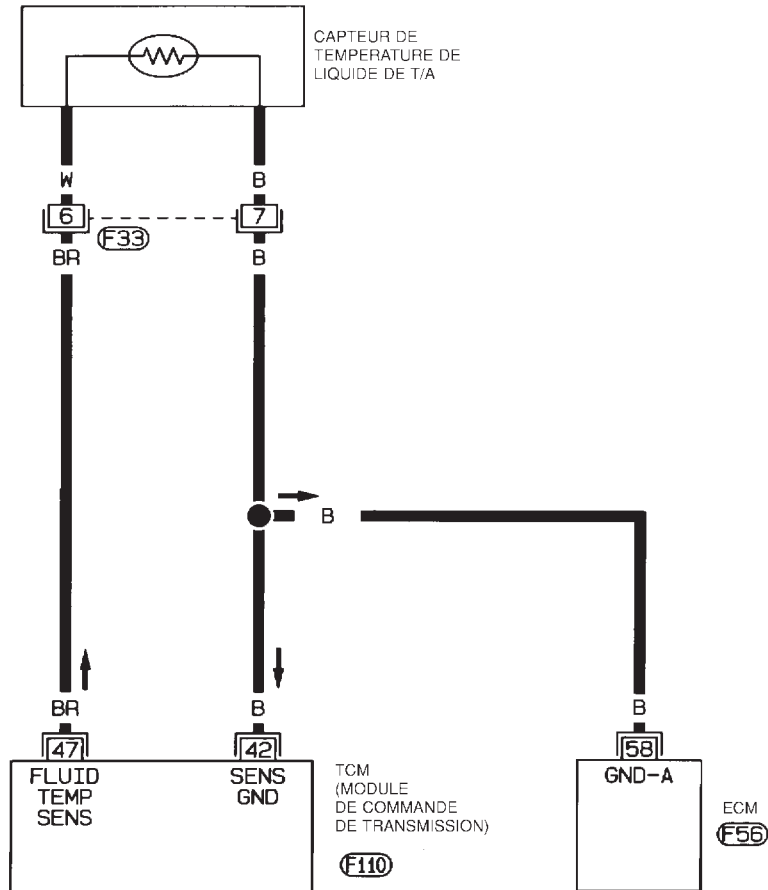 CAPTEUR DE
TEMPERATURE DE
LIQUIDE DE T/A
W B
6 7
F33
BR B
B
BR B B
47 42 58
FLUID
TEMP
SENS
SENS
GND
TCM
(MODULE
DE COMMANDE
DE TRANSMISSION)
F110
GND-A
ECM
F56